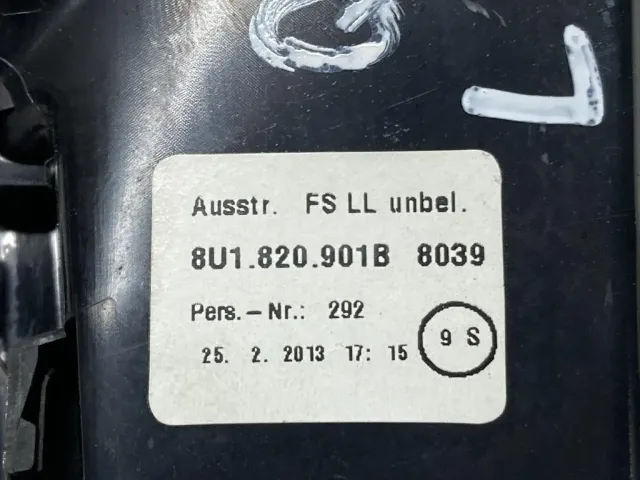 Ausstr. FS LL unbel.
8U1.820.901B 8039
Pers.-Nr.: 292
25. 2. 2013 17: 15
9 S